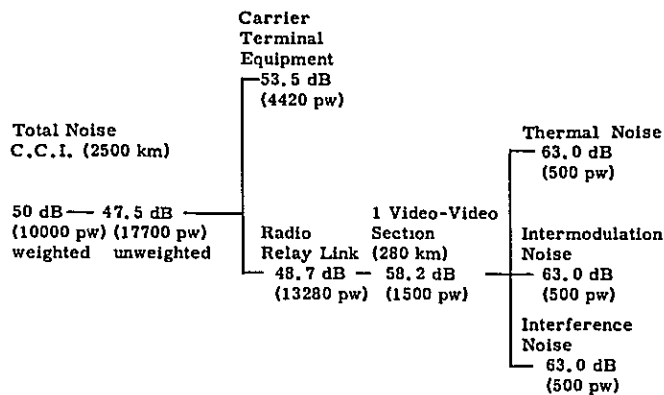 Carrier
Terminal
Equipment
53.5 dB
(4420 pw)
Total Noise
C.C.I. (2500 km)
50 dB 47.5 dB
(10000 pw) (17700 pw)
weighted unweighted
Radio
Relay Link
48.7 dB
(13280 pw)
1 Video-Video
Section
(280 km)
58.2 dB
(1500 pw)
Thermal Noise
63.0 dB
(500 pw)
Intermodulation
Noise
63.0 dB
(500 pw)
Interference
Noise
63.0 dB
(500 pw)